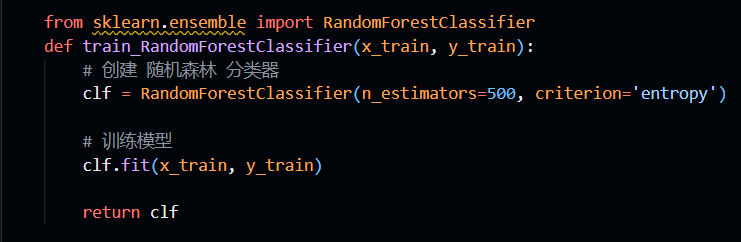 from sklearn.ensemble import RandomForestClassifier
def train_RandomForestClassifier(x_train, y_train):
    # 创建 随机森林 分类器
    clf = RandomForestClassifier(n_estimators=500, criterion='entropy')
    # 训练模型
    clf.fit(x_train, y_train)
    return clf